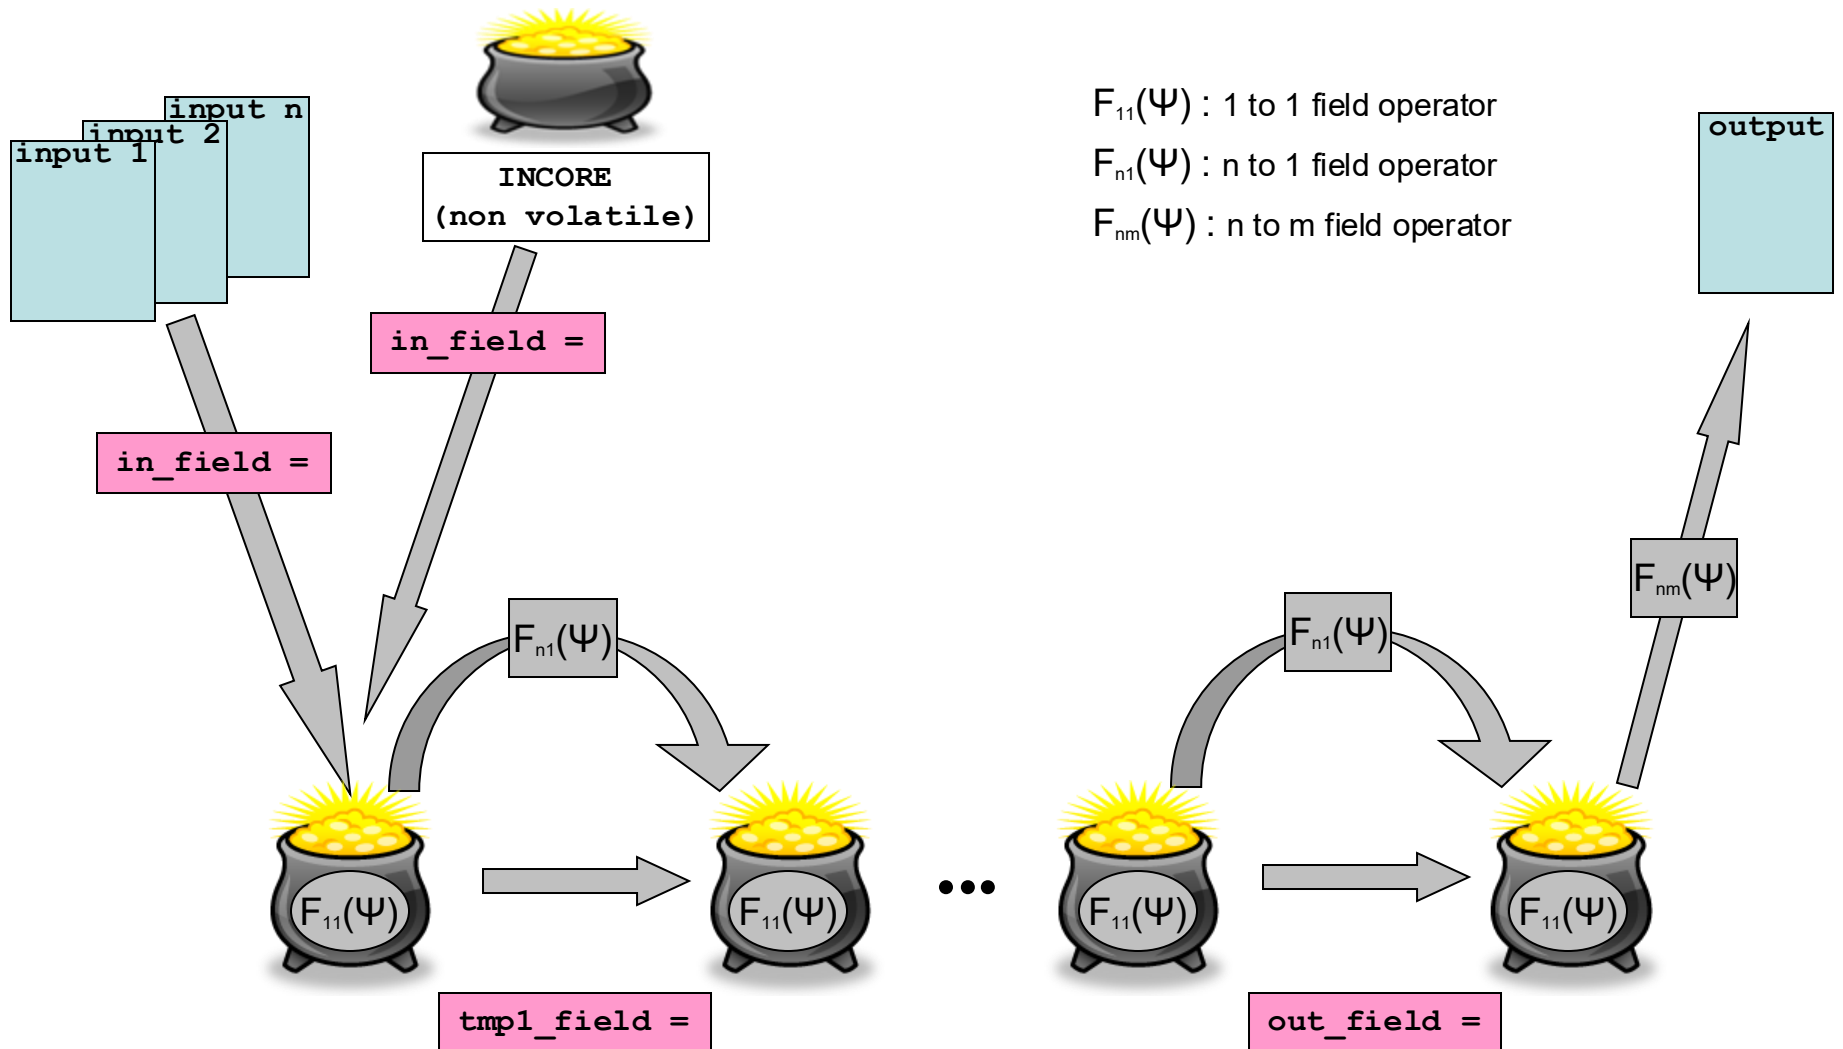 input n
input 2
input 1
INCORE
(non volatile)
F11(Ψ) : 1 to 1 field operator
Fn1(Ψ) : n to 1 field operator
Fnm(Ψ) : n to m field operator
output
in_field =
in_field =
Fn1(Ψ)
Fn1(Ψ)
Fnm(Ψ)
F11(Ψ)
F11(Ψ)
•••
F11(Ψ)
F11(Ψ)
tmp1_field =
out_field =